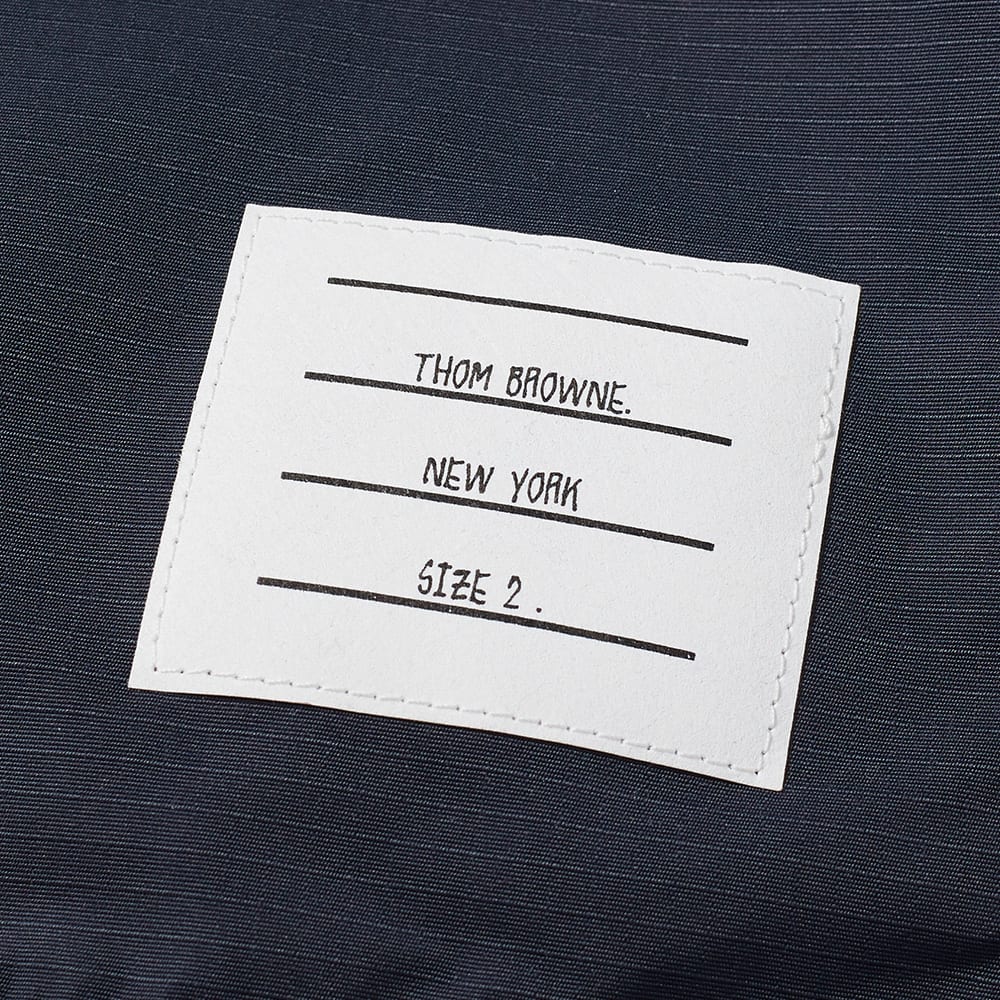 THOM BROWNE.
NEW YORK
SIZE 2 .